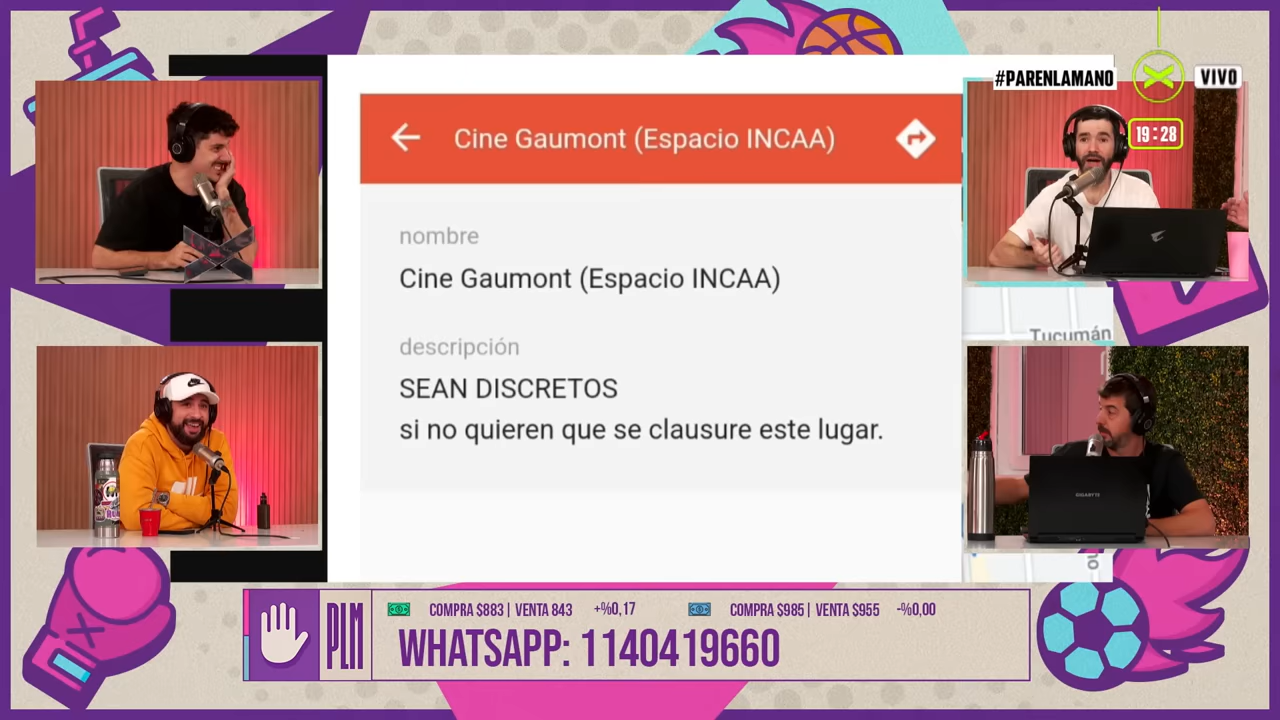 #PARENLAMANO
VIVO
19:28
Cine Gaumont (Espacio INCAA)
nombre
Cine Gaumont (Espacio INCAA)
descripción
SEAN DISCRETOS
si no quieren que se clausure este lugar.
Tucumán
GIGABYTE
PLM
COMPRA $883 | VENTA 843 +%0,17
COMPRA $985 | VENTA $955 -%0,00
WHATSAPP: 1140419660